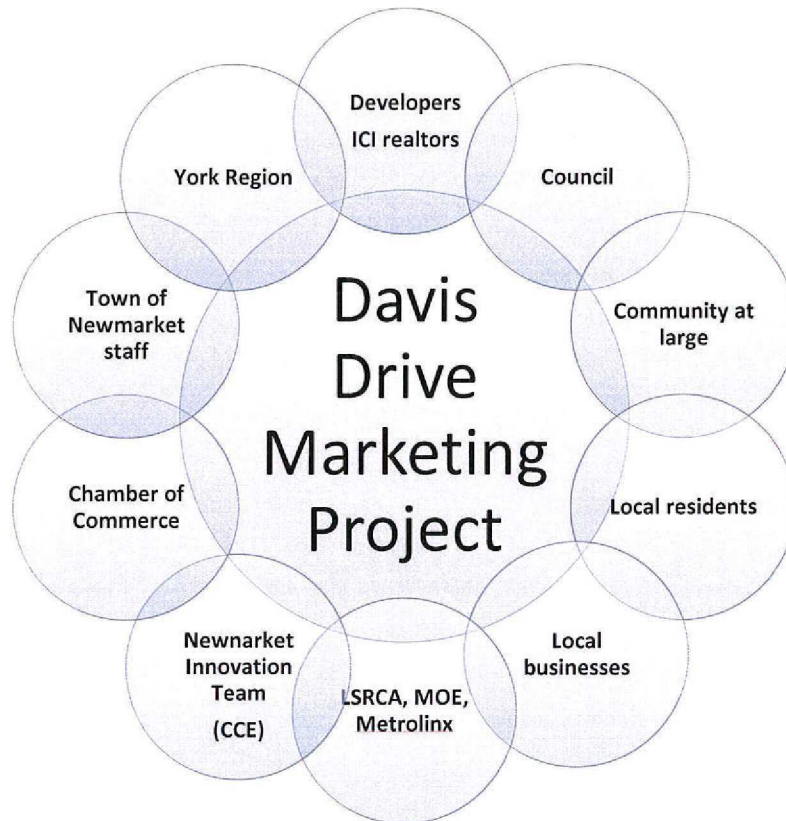 Developers
ICI realtors
York Region
Council
Town of
Newmarket
staff
Community at
large
Davis
Drive
Marketing
Project
Chamber of
Commerce
Local residents
Newnarket
Innovation
Team
(CCE)
LSRCA, MOE,
Metrolinx
Local
businesses